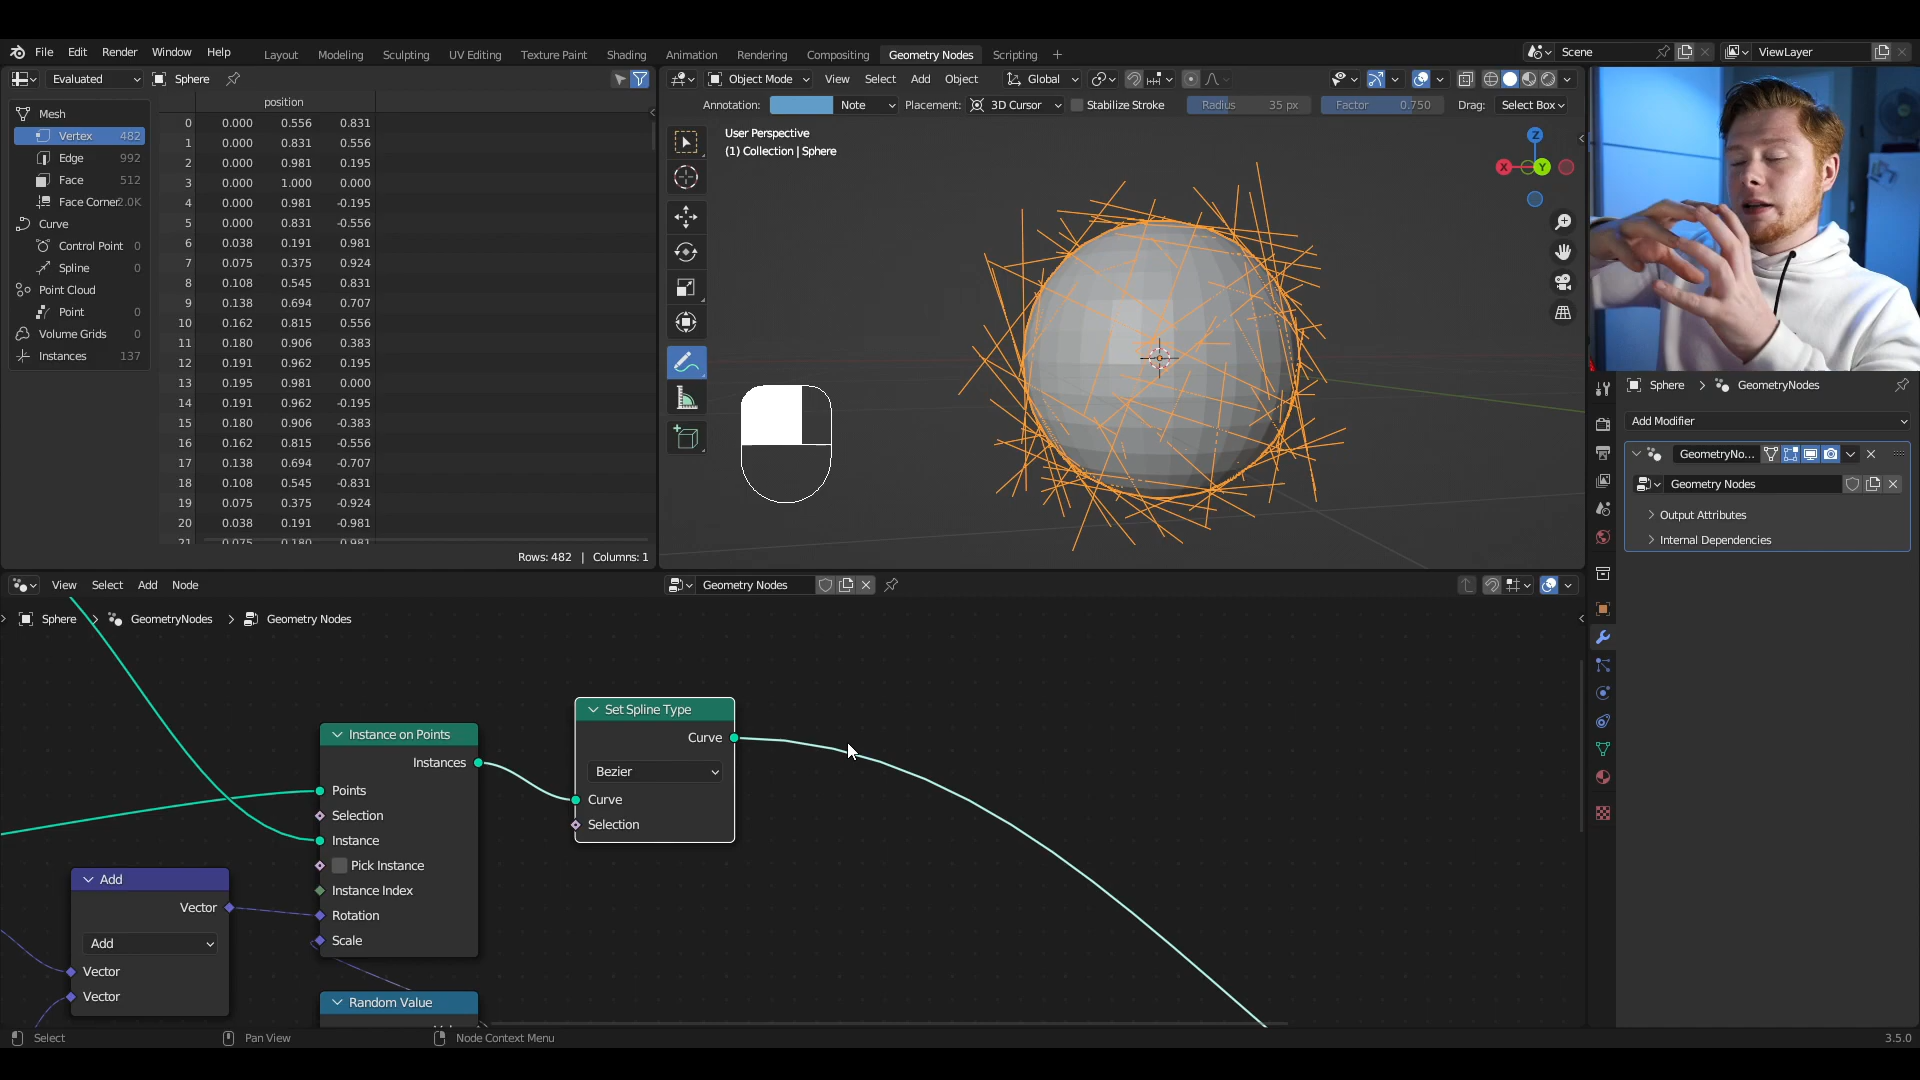 File Edit Render Window Help
Layout Modeling Sculpting UV Editing Texture Paint Shading Animation Rendering Compositing Geometry Nodes Scripting +
Scene
ViewLayer
Evaluated
Sphere
position
Mesh
Vertex 482
Edge 992
Face 512
Face Corner 2.0K
Curve
Control Point 0
Spline 0
Point Cloud
Point 0
Volume Grids 0
Instances 137
0 0.000 0.556 0.831
1 0.000 0.831 0.556
2 0.000 0.981 0.195
3 0.000 1.000 0.000
4 0.000 0.981 -0.195
5 0.000 0.831 -0.556
6 0.038 0.191 0.981
7 0.075 0.375 0.924
8 0.108 0.545 0.831
9 0.138 0.694 0.707
10 0.162 0.815 0.556
11 0.180 0.906 0.383
12 0.191 0.962 0.195
13 0.195 0.981 0.000
14 0.191 0.962 -0.195
15 0.180 0.906 -0.383
16 0.162 0.815 -0.556
17 0.138 0.694 -0.707
18 0.108 0.545 -0.831
19 0.075 0.375 -0.924
20 0.038 0.191 -0.981
21 0.075 0.180 0.981
Rows: 482 | Columns: 1
Object Mode View Select Add Object Global
Annotation: Note Placement: 3D Cursor Stabilize Stroke Radius 35 px Factor 0.750 Drag: Select Box
User Perspective
(1) Collection | Sphere
Z
X Y
Sphere > GeometryNodes
Add Modifier
GeometryNo...
Geometry Nodes
Output Attributes
Internal Dependencies
View Select Add Node
Geometry Nodes
Sphere > GeometryNodes > Geometry Nodes
Instance on Points
Instances
Points
Selection
Instance
Pick Instance
Instance Index
Rotation
Scale
Set Spline Type
Curve
Bezier
Curve
Selection
Add
Vector
Add
Vector
Vector
Random Value
Select
Pan View
Node Context Menu
3.5.0